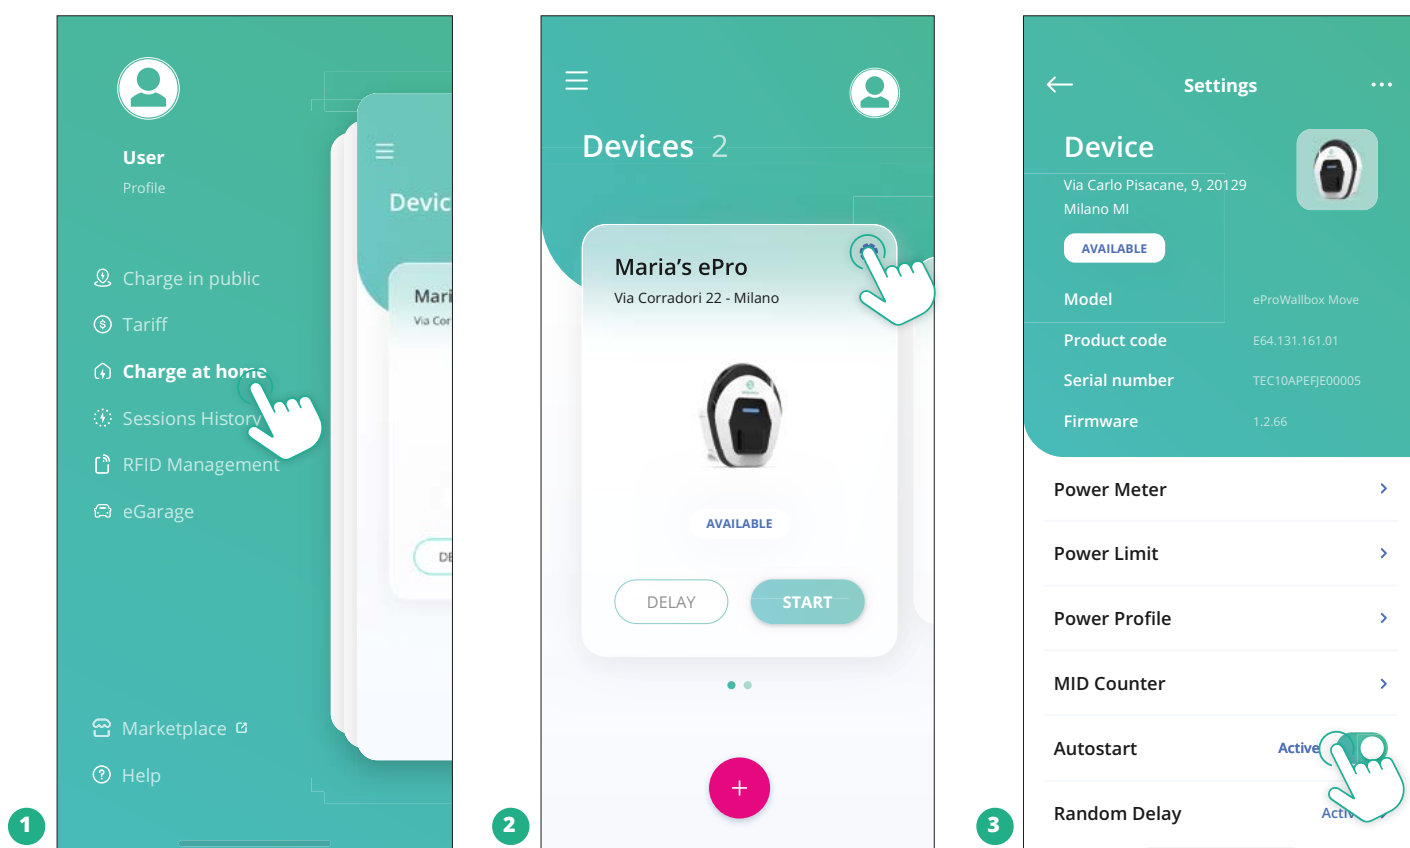 User
Profile
Charge in public
Tariff
Charge at home
Sessions History
RFID Management
eGarage
Marketplace
Help
Devic
Mari
Via Cor
DE
1
Devices 2
Maria's ePro
Via Corradori 22 - Milano
AVAILABLE
DELAY START
+
2
Settings
Device
Via Carlo Pisacane, 9, 20129
Milano MI
AVAILABLE
Model eProWallbox Move
Product code E64.131.161.01
Serial number TEC10APEFJE00005
Firmware 1.2.66
Power Meter
Power Limit
Power Profile
MID Counter
Autostart Active
Random Delay Activ
3